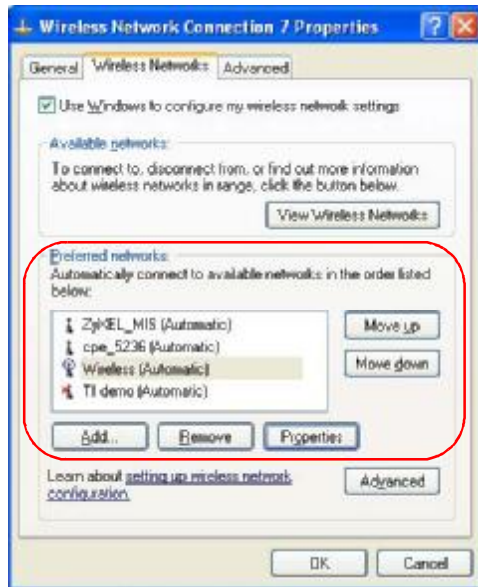 Wireless Network Connection 7 Properties
General Wireless Networks Advanced
Use Windows to configure my wireless network settings
Available networks:
To connect to, disconnect from, or find out more information
about wireless networks in range, click the button below.
View Wireless Networks
Preferred networks:
Automatically connect to available networks in the order listed
below:
ZyXEL_MIS (Automatic)
cpe_5236 (Automatic)
Wireless (Automatic)
TI demo (Automatic)
Move up
Move down
Add... Remove Properties
Learn about setting up wireless network
configuration.
Advanced
OK Cancel